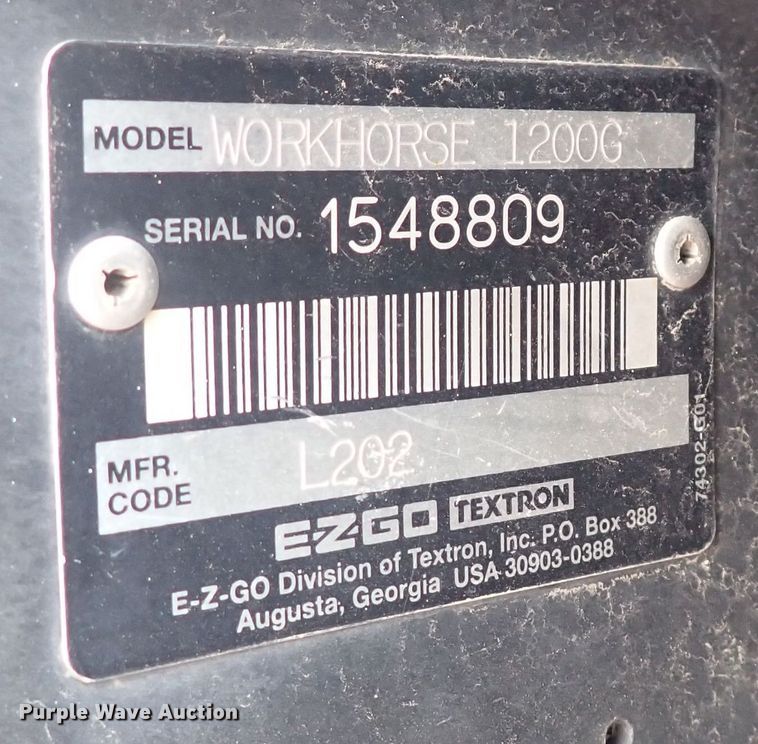 MODEL WORKHORSE 1200G
SERIAL NO. 1548809
MFR. CODE L202
74302-G01
E-Z-GO TEXTRON
E-Z-GO Division of Textron, Inc. P.O. Box 388
Augusta, Georgia USA 30903-0388
Purple Wave Auction